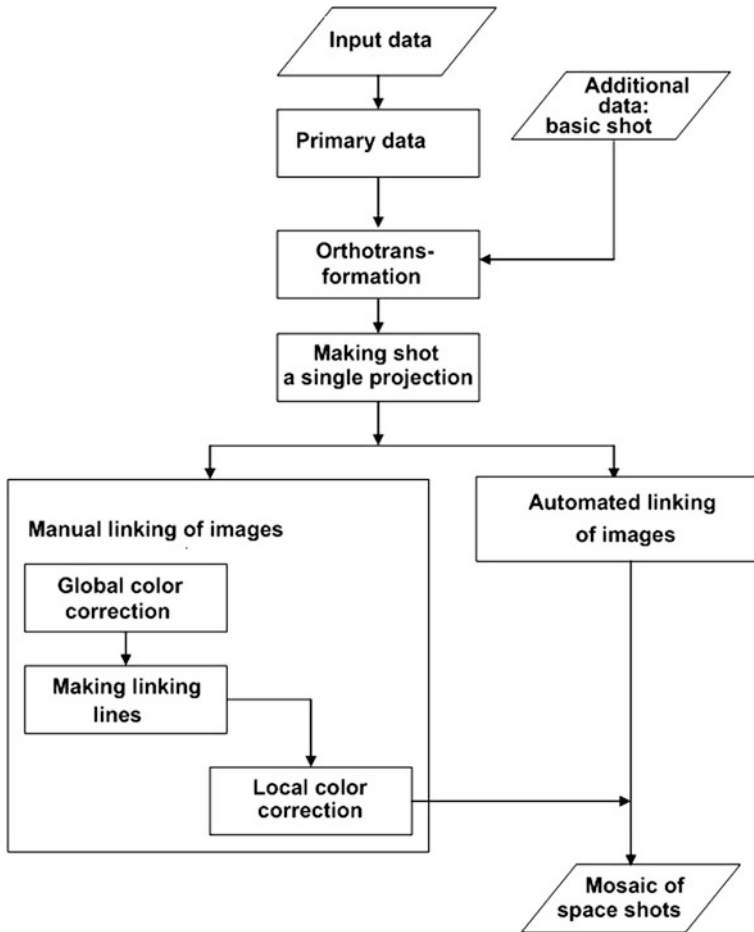 Input data
Additional
data:
basic shot
Primary data
Orthotrans-
formation
Making shot
a single projection
Manual linking of images
Automated linking
of images
Global color
correction
Making linking
lines
Local color
correction
Mosaic of
space shots